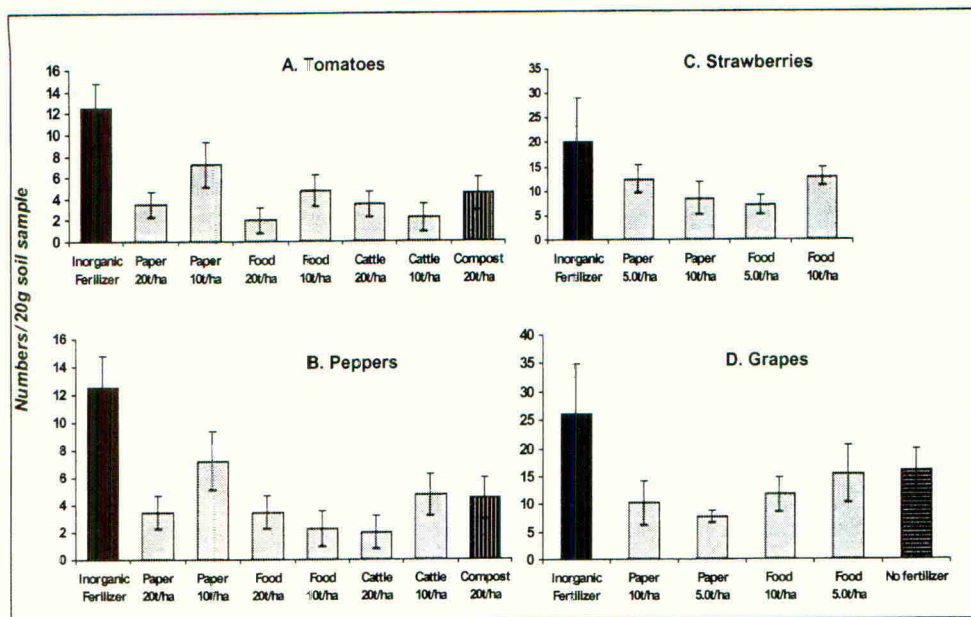 Numbers/ 20g soil sample
A. Tomatoes
16
14
12
10
8
6
4
2
0
Inorganic Paper Paper Food Food Cattle Cattle Compost
Ferilizer 20t/ha 10t/ha 20t/ha 10t/ha 20t/ha 10t/ha 20t/ha
C. Strawberries
35
30
25
20
15
10
5
0
Inorganic Paper Paper Food Food
Fertilizer 5.0t/ha 10t/ha 5.0t/ha 10t/ha
B. Peppers
16
14
12
10
8
6
4
2
0
Inorganic Paper Paper Food Food Cattle Cattle Compost
Ferilizer 20t/ha 10t/ha 20t/ha 10t/ha 20t/ha 10t/ha 20t/ha
D. Grapes
40
35
30
25
20
15
10
5
0
Inorganic Paper Paper Food Food No fertilizer
Fertilizer 10t/ha 5.0t/ha 10t/ha 5.0t/ha